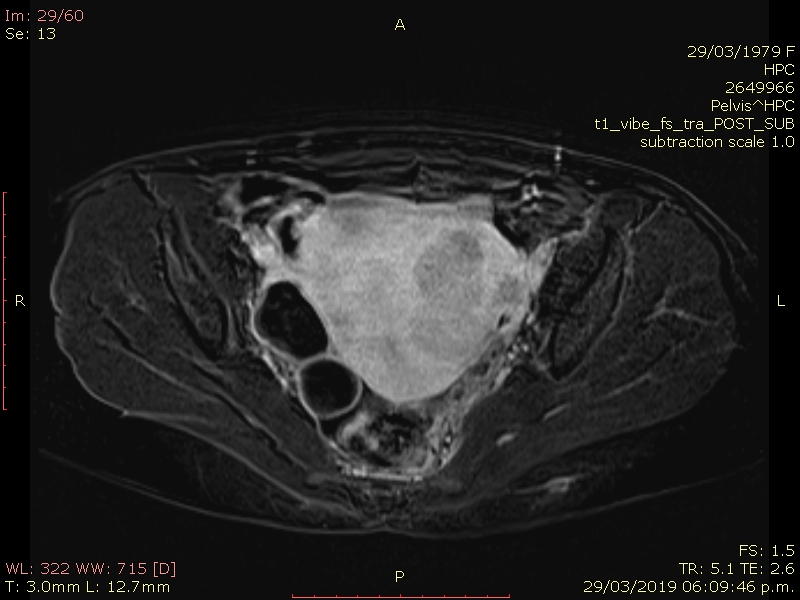 Im: 29/60
Se: 13
A
29/03/1979 F
HPC
2649966
Pelvis^HPC
t1_vibe_fs_tra_POST_SUB
subtraction scale 1.0
R
L
WL: 322 WW: 715 [D]
T: 3.0mm L: 12.7mm
P
FS: 1.5
TR: 5.1 TE: 2.6
29/03/2019 06:09:46 p.m.